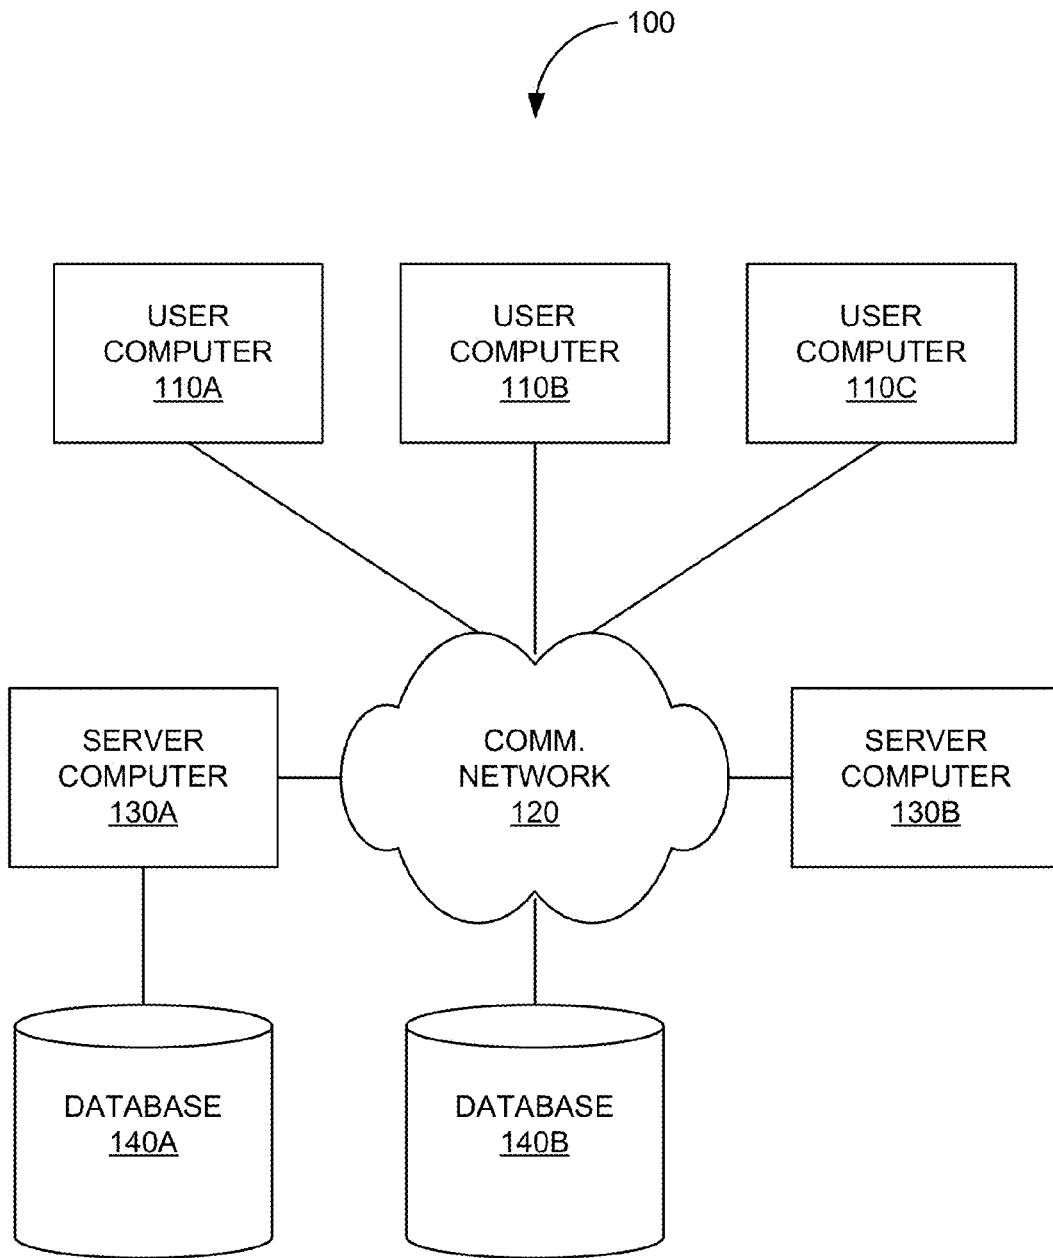 100
USER
COMPUTER
110A
USER
COMPUTER
110B
USER
COMPUTER
110C
SERVER
COMPUTER
130A
COMM.
NETWORK
120
SERVER
COMPUTER
130B
DATABASE
140A
DATABASE
140B